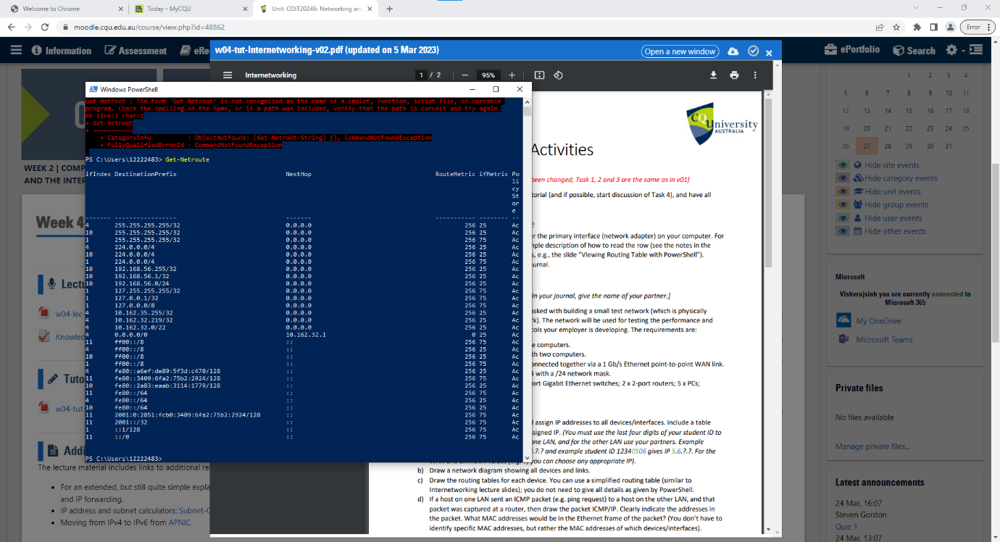 Welcome to Chrome
Today - MyCQU
Unit: COIT20246: Networking and
moodle.cqu.edu.au/course/view.php?id=48862
Error
Information
Assessment
eRe
w04-tut-Internetworking-v02.pdf (updated on 5 Mar 2023)
Open a new window
ePortfolio
Search
Internetworking
1 / 2
95%
Windows PowerShell
Get-Netroot : The term 'Get-Netroot' is not recognized as the name of a cmdlet, function, script file, or operable
program. Check the spelling of the name, or if a path was included, verify that the path is correct and try again.
At line:1 char:1
+ Get-Netroot
+ ~~~~~~~~~~~
+ CategoryInfo : ObjectNotFound: (Get-Netroot:String) [], CommandNotFoundException
+ FullyQualifiedErrorId : CommandNotFoundException
PS C:\Users\12222483> Get-Netroute
ifIndex DestinationPrefix NextHop RouteMetric ifMetric Po
li
cy
St
or
e
------- ----------------- ------- ----------- -------- --
4 255.255.255.255/32 0.0.0.0 256 25 Ac
10 255.255.255.255/32 0.0.0.0 256 25 Ac
1 255.255.255.255/32 0.0.0.0 256 75 Ac
4 224.0.0.0/4 0.0.0.0 256 25 Ac
10 224.0.0.0/4 0.0.0.0 256 25 Ac
1 224.0.0.0/4 0.0.0.0 256 75 Ac
10 192.168.56.255/32 0.0.0.0 256 25 Ac
10 192.168.56.1/32 0.0.0.0 256 25 Ac
10 192.168.56.0/24 0.0.0.0 256 25 Ac
1 127.255.255.255/32 0.0.0.0 256 75 Ac
1 127.0.0.1/32 0.0.0.0 256 75 Ac
1 127.0.0.0/8 0.0.0.0 256 75 Ac
4 10.162.35.255/32 0.0.0.0 256 25 Ac
4 10.162.32.219/32 0.0.0.0 256 25 Ac
4 10.162.32.0/22 0.0.0.0 256 25 Ac
4 0.0.0.0/0 10.162.32.1 0 25 Ac
11 ff00::/8 :: 256 75 Ac
4 ff00::/8 :: 256 25 Ac
10 ff00::/8 :: 256 25 Ac
1 ff00::/8 :: 256 75 Ac
4 fe80::a6ef:de89:5f3d:c470/128 :: 256 25 Ac
11 fe80::3409:6fa2:75b2:2924/128 :: 256 75 Ac
10 fe80::2a83:eaab:3114:1779/128 :: 256 25 Ac
11 fe80::/64 :: 256 75 Ac
4 fe80::/64 :: 256 25 Ac
10 fe80::/64 :: 256 25 Ac
11 2001:0:2851:fcb0:3409:6fa2:75b2:2924/128 :: 256 75 Ac
11 2001::/32 :: 256 75 Ac
1 ::1/128 :: 256 75 Ac
11 ::/0 :: 256 75 Ac
PS C:\Users\12222483>
WEEK 2 | COMP
AND THE INTER
Week 4
Lectu
w04-lec
Knowled
Tuto
w04-tut
Addi
The lecture material includes links to additional re
For an extended, but still quite simple expla
and IP forwarding.
IP address and subnet calculators: Subnet-C
Moving from IPv4 to IPv6 from APNIC
CQUniversity
AUSTRALIA
Activities
been changed; Task 1, 2 and 3 are the same as in v01]
torial (and if possible, start discussion of Task 4), and have all
e
r the primary interface (network adapter) on your computer. For
mple description of how to read the row (see the notes in the
s, e.g., the slide “Viewing Routing Table with PowerShell”).
urnal.
In your journal, give the name of your partner.]
asked with building a small test network (which is physically
rk). The network will be used for testing the performance and
cols your employer is developing. The requirements are:
e computers.
th two computers.
onnected together via a 1 Gb/s Ethernet point-to-point WAN link.
4 with a /24 network mask.
ort Gigabit Ethernet switches; 2 x 2-port routers; 5 x PCs;
d assign IP addresses to all devices/interfaces. Include a table
signed IP. (You must use the last four digits of your student ID to
one LAN, and for the other LAN use your partners. Example
6.?.? and example student ID 12340506 gives IP 5.6.?.?. For the
you can choose any appropriate IP).
b) Draw a network diagram showing all devices and links.
c) Draw the routing tables for each device. You can use a simplified routing table (similar to
Internetworking lecture slides); you do not need to give all details as given by PowerShell.
d) If a host on one LAN sent an ICMP packet (e.g. ping request) to a host on the other LAN, and that
packet was captured at a router, then draw the packet ICMP/IP. Clearly indicate the addresses in
the packet. What MAC addresses would be in the Ethernet frame of the packet? (You don’t have to
identify specific MAC addresses, but rather the MAC addresses of which devices/interfaces).
1 2 3 4
5 6 7 8 9 10 11
12 13 14 15 16 17 18
19 20 21 22 23 24 25
26 27 28 29 30 31
Hide site events
Hide category events
Hide unit events
Hide group events
Hide user events
Hide other events
Microsoft
Vishvrajsinh you are currently connected to
Microsoft 365
My OneDrive
Microsoft Teams
Private files
No files available
Manage private files...
Latest announcements
24 Mar, 16:07
Steven Gordon
Quiz 1
24 Mar, 13:07